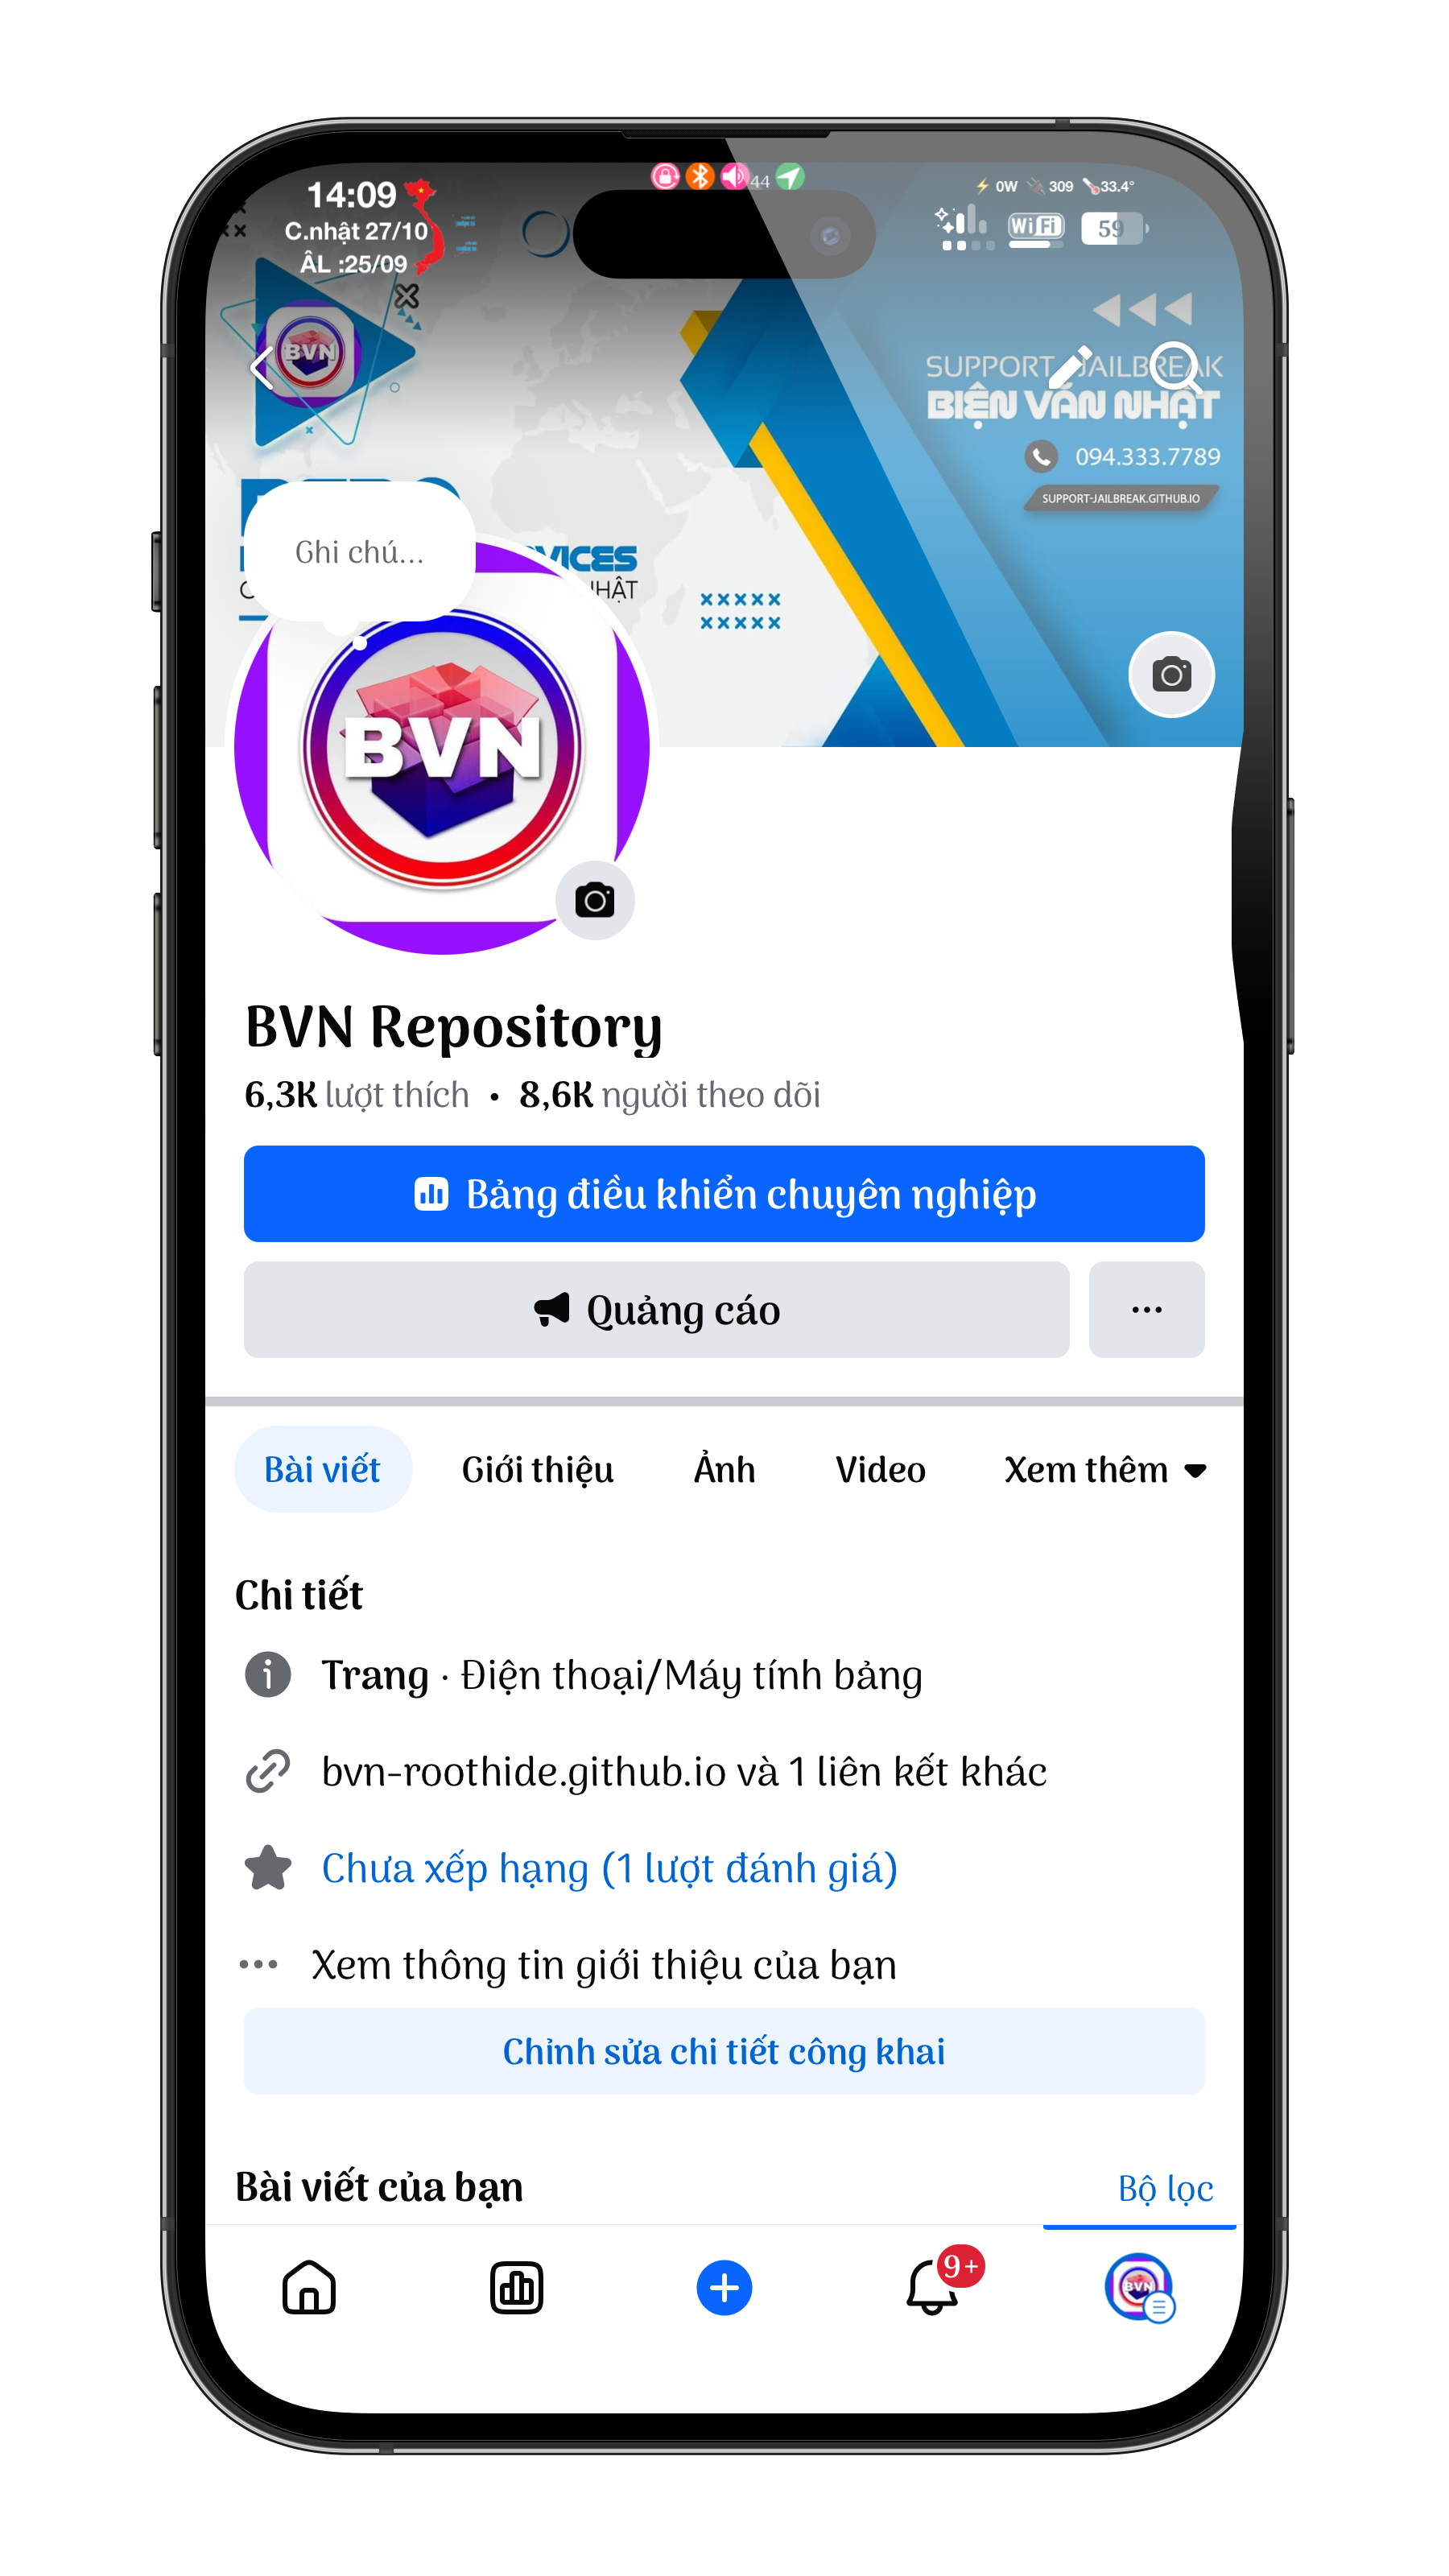 14:09
C.nhật 27/10
ÂL :25/09
44
0W 309 33.4°
WiFi
59
BVN
SUPPORT JAILBREAK
BIỆN VĂN NHẬT
094.333.7789
SUPPORT-JAILBREAK.GITHUB.IO
Ghi chú...
VICES
NHẬT
BVN
BVN Repository
6,3K lượt thích • 8,6K người theo dõi
Bảng điều khiển chuyên nghiệp
Quảng cáo
Bài viết Giới thiệu Ảnh Video Xem thêm
Chi tiết
Trang · Điện thoại/Máy tính bảng
bvn-roothide.github.io và 1 liên kết khác
Chưa xếp hạng (1 lượt đánh giá)
Xem thông tin giới thiệu của bạn
Chỉnh sửa chi tiết công khai
Bài viết của bạn
Bộ lọc
9+
BVN